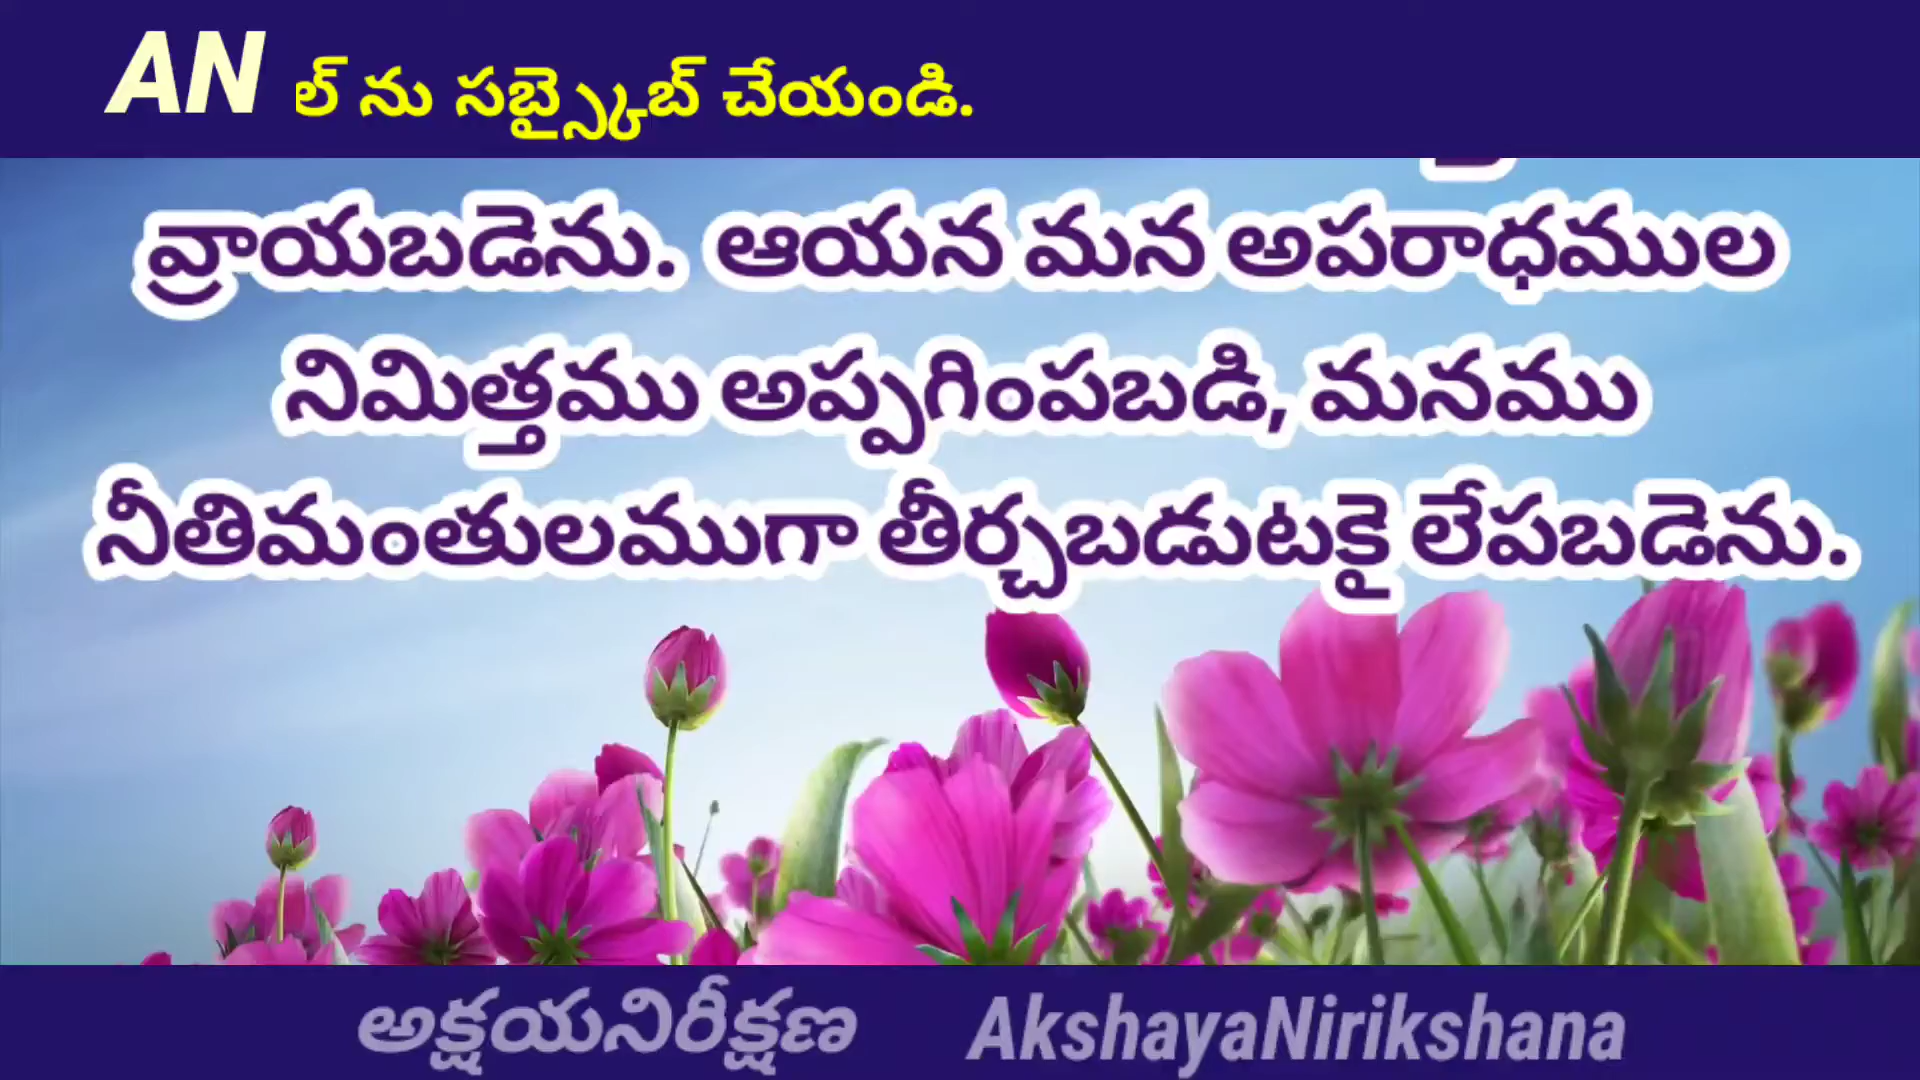 AN ల్ ను సబ్స్క్రైబ్ చేయండి.
వ్రాయబడెను. ఆయన మన అపరాధముల
నిమిత్తము అప్పగింపబడి, మనము
నీతిమంతులముగా తీర్చబడుటకై లేపబడెను.
అక్షయనిరీక్షణ AkshayaNirikshana